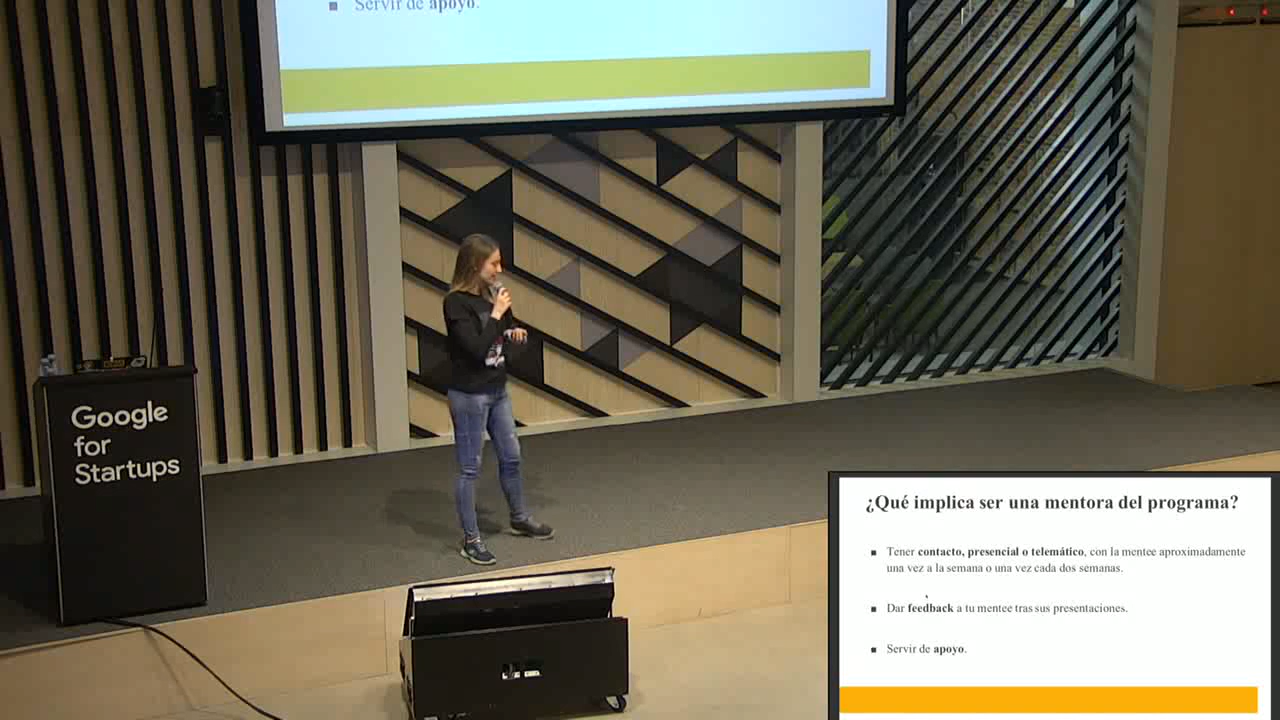 ■ Servir de apoyo.
Google
for
Startups
¿Qué implica ser una mentora del programa?
■ Tener contacto, presencial o telemático, con la mentee aproximadamente
una vez a la semana o una vez cada dos semanas.
■ Dar feedback a tu mentee tras sus presentaciones.
■ Servir de apoyo.